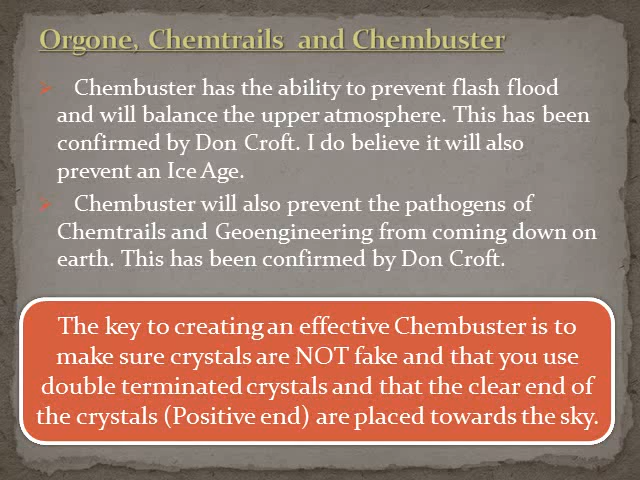 Orgone, Chemtrails and Chembuster
Chembuster has the ability to prevent flash flood
and will balance the upper atmosphere. This has been
confirmed by Don Croft. I do believe it will also
prevent an Ice Age.
Chembuster will also prevent the pathogens of
Chemtrails and Geoengineering from coming down on
earth. This has been confirmed by Don Croft.
The key to creating an effective Chembuster is to
make sure crystals are NOT fake and that you use
double terminated crystals and that the clear end of
the crystals (Positive end) are placed towards the sky.